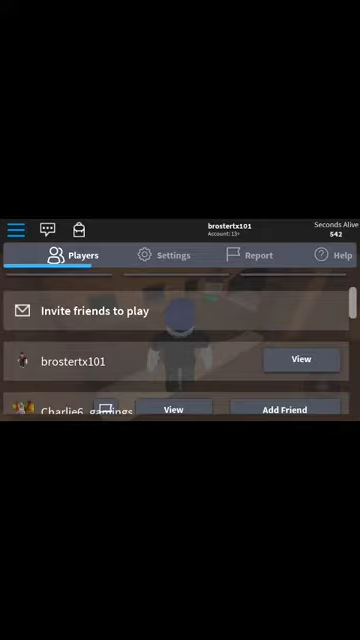 brostertx101
Account: 13+
Seconds Alive
542
Players
Settings
Report
Help
Invite friends to play
brostertx101
View
Charlie6_gamings
View
Add Friend